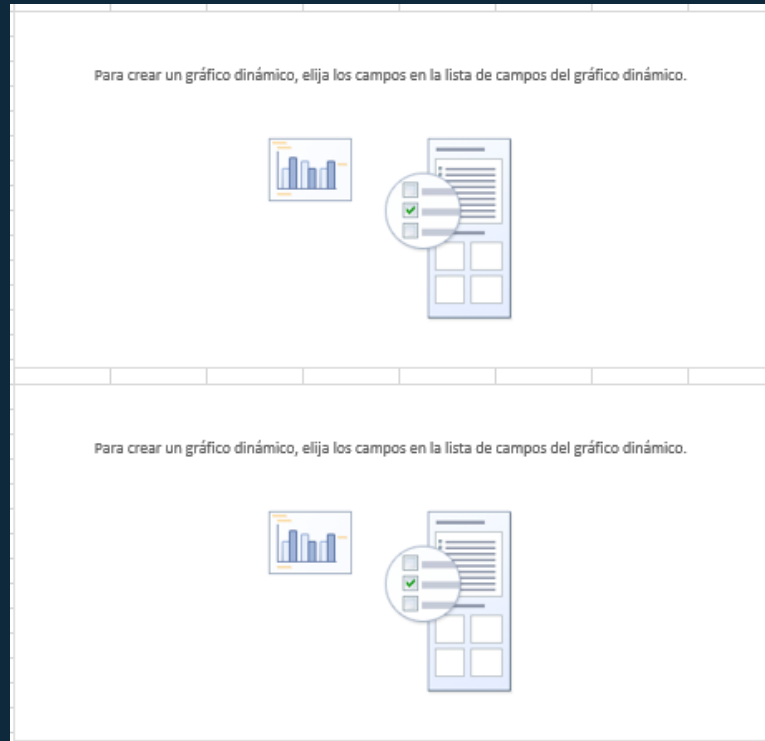 Para crear un gráfico dinámico, elija los campos en la lista de campos del gráfico dinámico.
Para crear un gráfico dinámico, elija los campos en la lista de campos del gráfico dinámico.